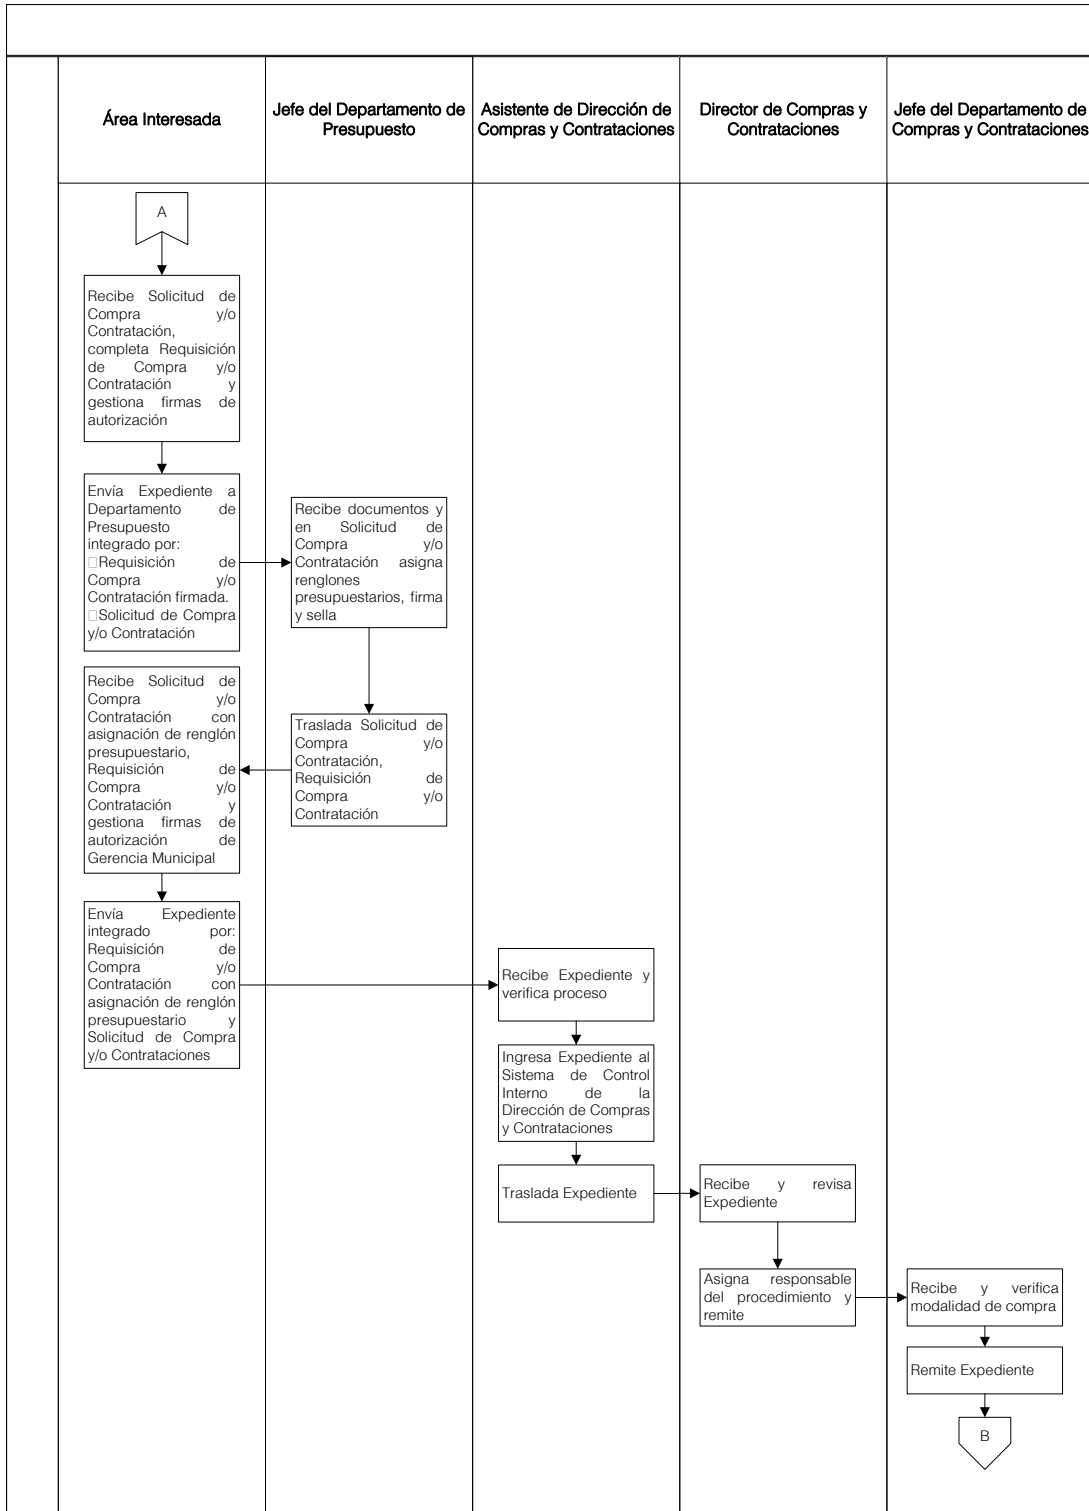 Área Interesada
Jefe del Departamento de
Presupuesto
Asistente de Dirección de
Compras y Contrataciones
Director de Compras y
Contrataciones
Jefe del Departamento de
Compras y Contrataciones
A
Recibe Solicitud de
Compra y/o
Contratación,
completa Requisición
de Compra y/o
Contratación y
gestiona firmas de
autorización
Envía Expediente a
Departamento de
Presupuesto
integrado por:
□Requisición de
Compra y/o
Contratación firmada.
□Solicitud de Compra
y/o Contratación
Recibe documentos y
en Solicitud de
Compra y/o
Contratación asigna
renglones
presupuestarios, firma
y sella
Traslada Solicitud de
Compra y/o
Contratación,
Requisición de
Compra y/o
Contratación
Recibe Solicitud de
Compra y/o
Contratación con
asignación de renglón
presupuestario,
Requisición de
Compra y/o
Contratación y
gestiona firmas de
autorización de
Gerencia Municipal
Envía Expediente
integrado por:
Requisición de
Compra y/o
Contratación con
asignación de renglón
presupuestario y
Solicitud de Compra
y/o Contrataciones
Recibe Expediente y
verifica proceso
Ingresa Expediente al
Sistema de Control
Interno de la
Dirección de Compras
y Contrataciones
Traslada Expediente
Recibe y revisa
Expediente
Asigna responsable
del procedimiento y
remite
Recibe y verifica
modalidad de compra
Remite Expediente
B